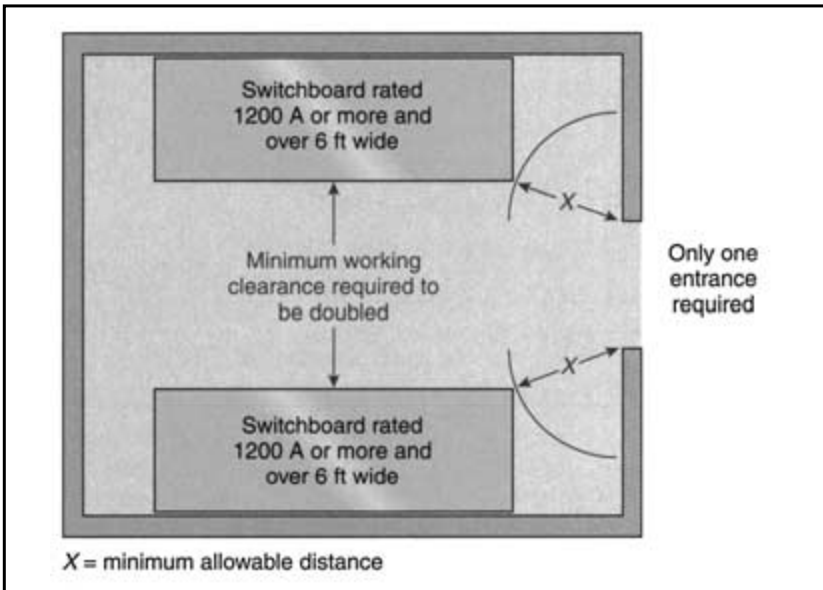 Switchboard rated
1200 A or more and
over 6 ft wide
X
Minimum working
clearance required to
be doubled
Only one
entrance
required
X
Switchboard rated
1200 A or more and
over 6 ft wide
X = minimum allowable distance